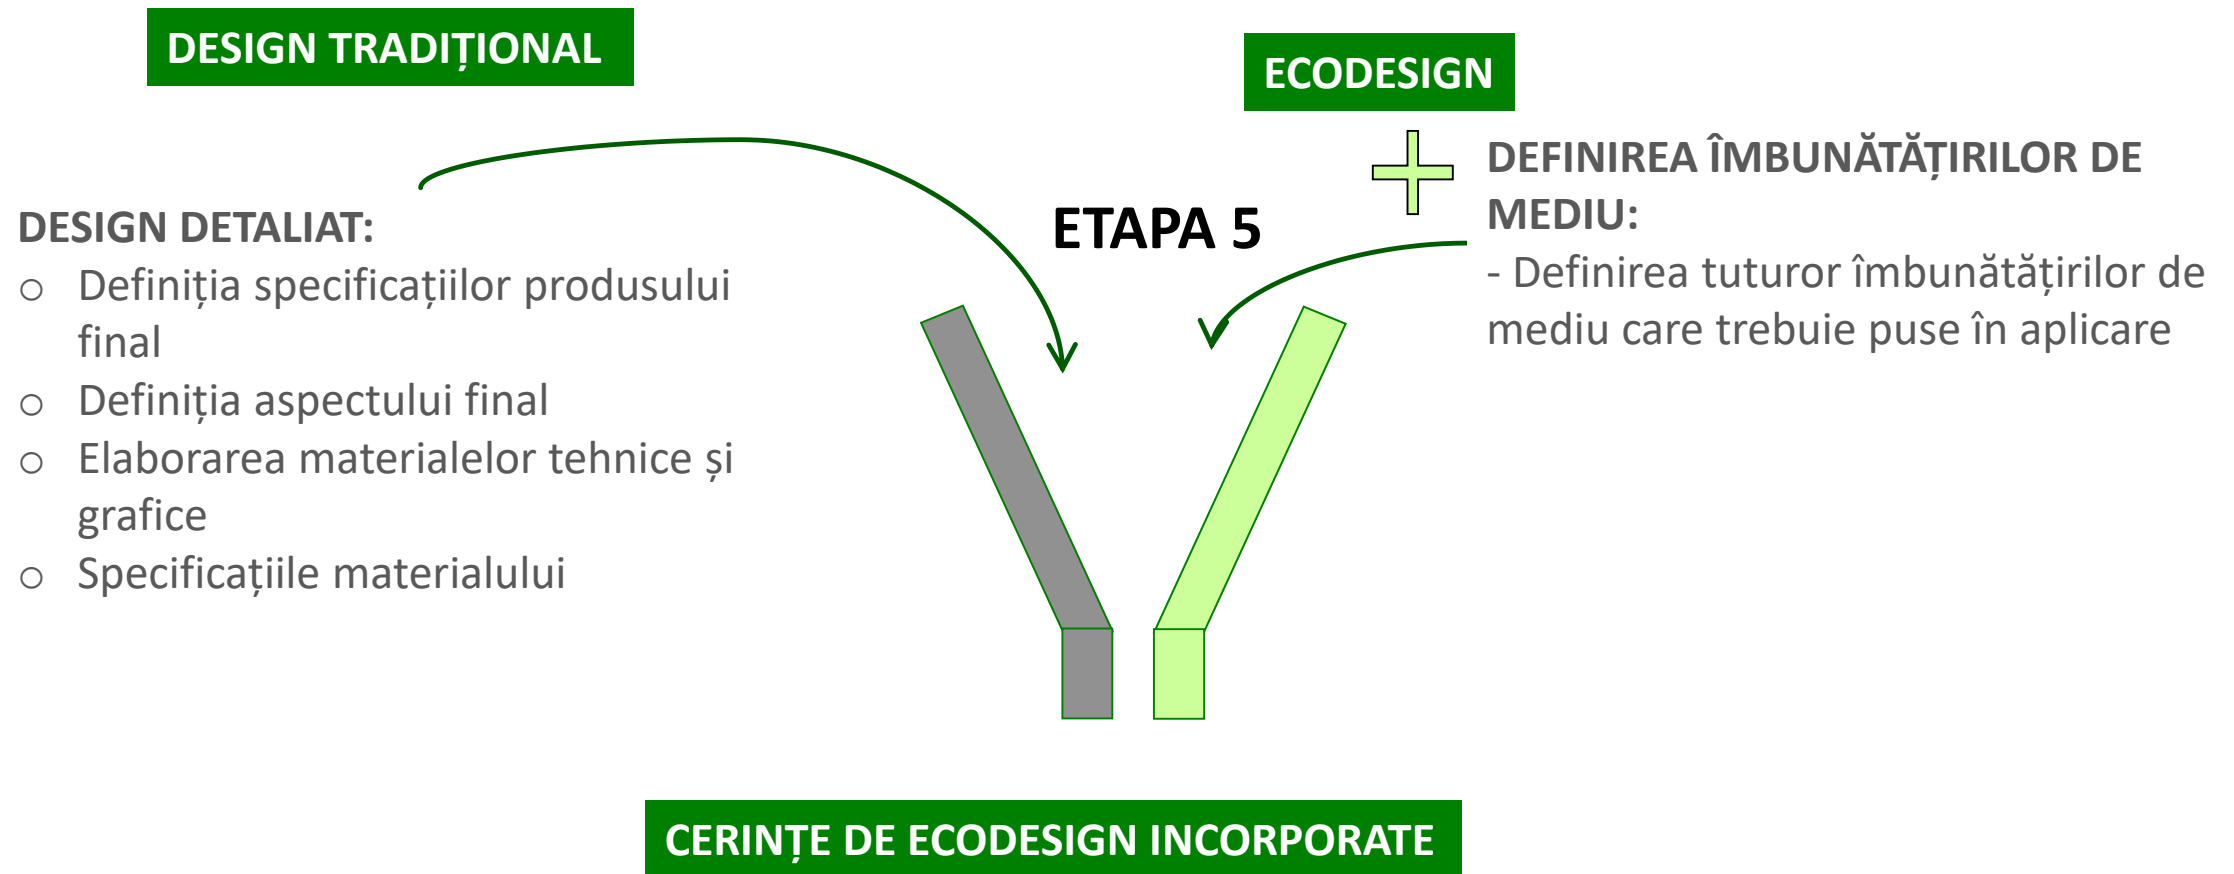 DESIGN TRADIȚIONAL
ECODESIGN
DESIGN DETALIAT:
o Definiția specificațiilor produsului
final
o Definiția aspectului final
o Elaborarea materialelor tehnice și
grafice
o Specificațiile materialului
ETAPA 5
DEFINIREA ÎMBUNĂTĂȚIRILOR DE
MEDIU:
- Definirea tuturor îmbunătățirilor de
mediu care trebuie puse în aplicare
CERINȚE DE ECODESIGN INCORPORATE